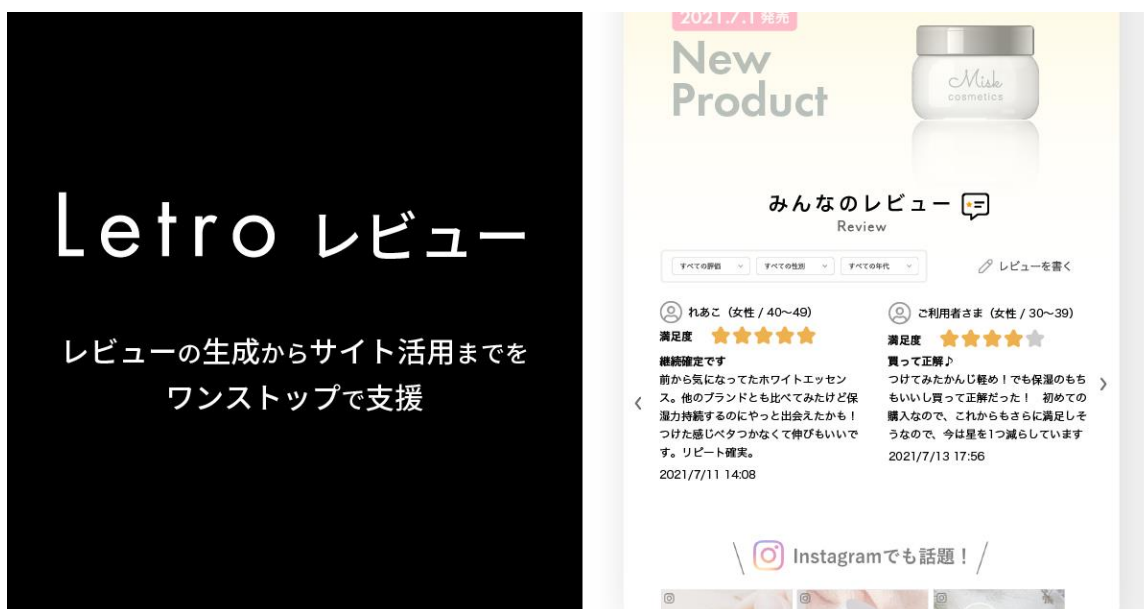 Letro レビュー
レビューの生成からサイト活用までを
ワンストップで支援
2021.7.1 発売
New
Product
Misk
cosmetics
みんなのレビュー
Review
すべての評価
すべての性別
すべての年代
レビューを書く
れあこ（女性 / 40〜49）
満足度
継続確定です
前から気になってたホワイトエッセン
ス。他のブランドとも比べてみたけど保
湿力持続するのにやっと出会えたかも！
つけた感じベタつかなくて伸びもいいで
す。リピート確実。
2021/7/11 14:08
ご利用者さま（女性 / 30〜39）
満足度
買って正解♪
つけてみたかんじ軽め！でも保湿のもち
もいいし買って正解だった！　初めての
購入なので、これからもさらに満足しそ
うなので、今は星を1つ減らしています
2021/7/13 17:56
Instagramでも話題！